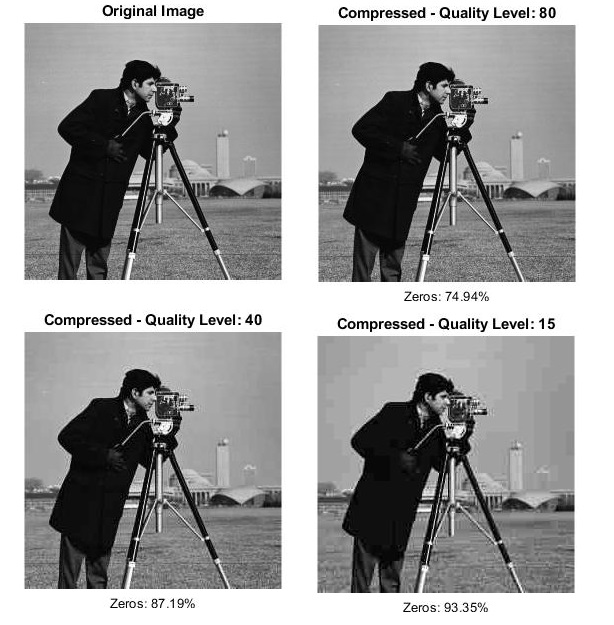 Original Image
Compressed - Quality Level: 80
Zeros: 74.94%
Compressed - Quality Level: 40
Zeros: 87.19%
Compressed - Quality Level: 15
Zeros: 93.35%